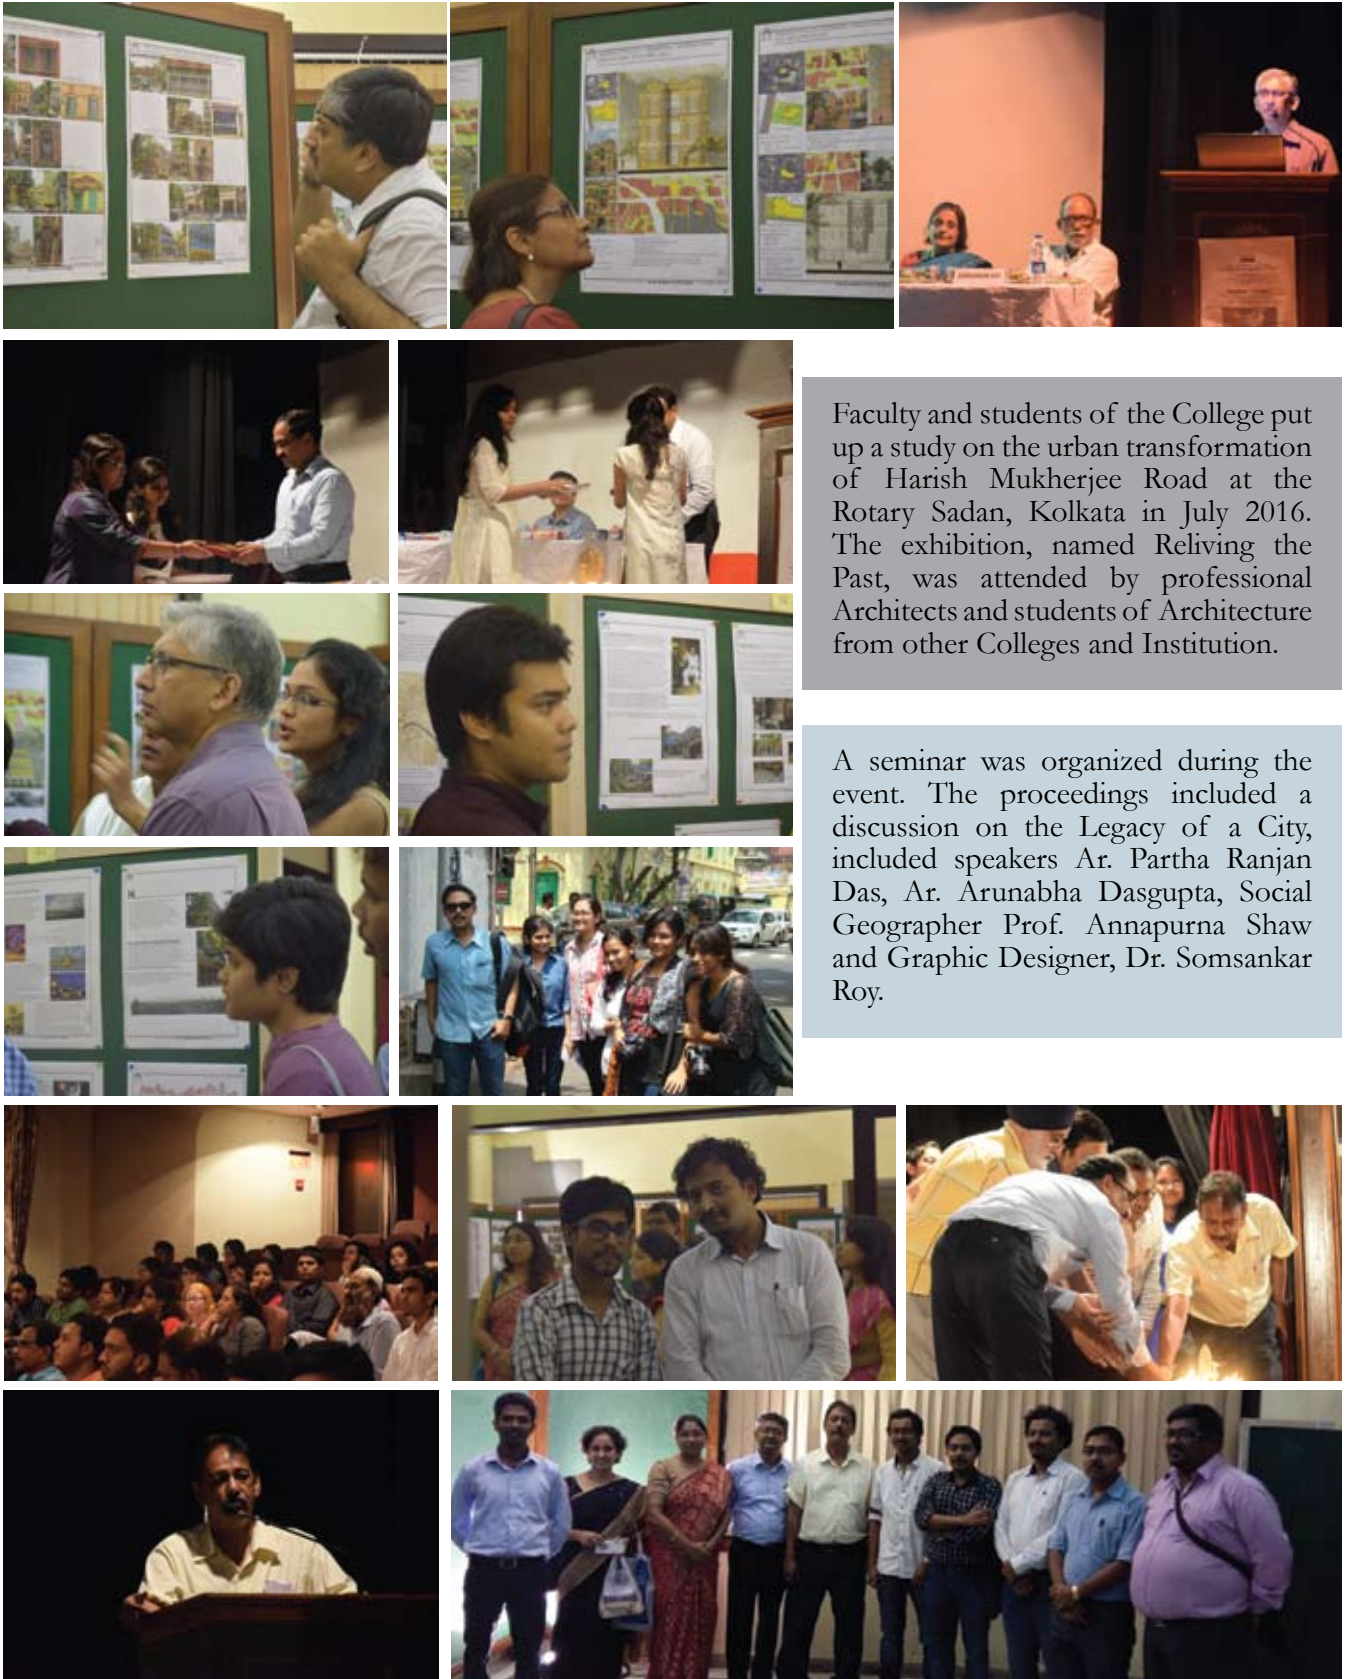 Faculty and students of the College put
up a study on the urban transformation
of Harish Mukherjee Road at the
Rotary Sadan, Kolkata in July 2016.
The exhibition, named Reliving the
Past, was attended by professional
Architects and students of Architecture
from other Colleges and Institution.
A seminar was organized during the
event. The proceedings included a
discussion on the Legacy of a City,
included speakers Ar. Partha Ranjan
Das, Ar. Arunabha Dasgupta, Social
Geographer Prof. Annapurna Shaw
and Graphic Designer, Dr. Somsankar
Roy.